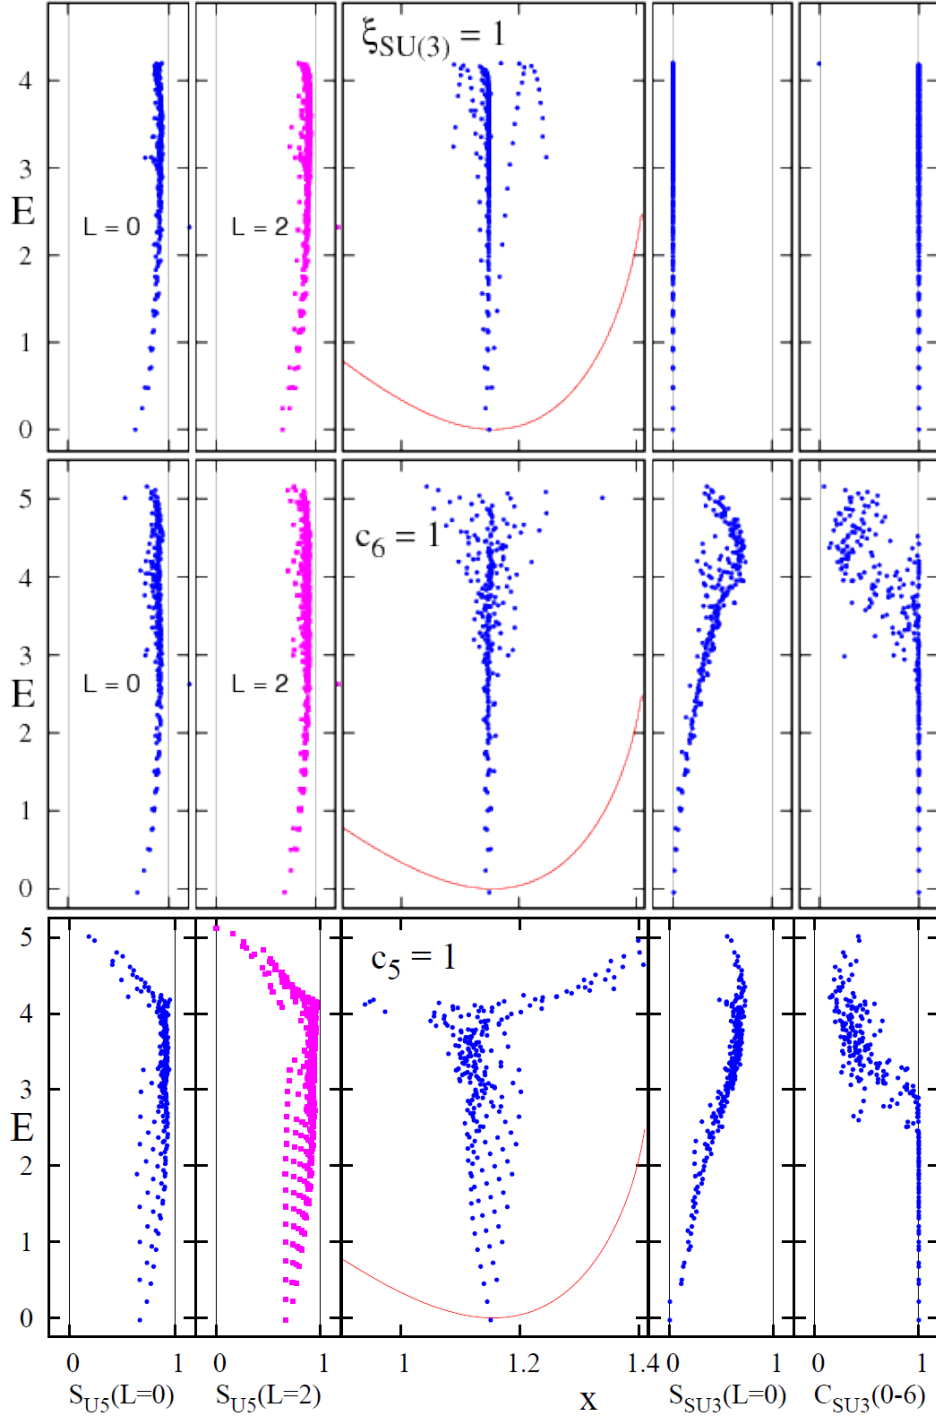 ξSU(3) = 1
4
3
E
L = 0
L = 2
2
1
0
5
c6 = 1
4
3
E
L = 0
L = 2
2
1
0
5
c5 = 1
4
3
E
2
1
0
0 1 0 1 1 1.2 1.4 0 1 0 1
SU5(L=0) SU5(L=2) x SSU3(L=0) CSU3(0-6)